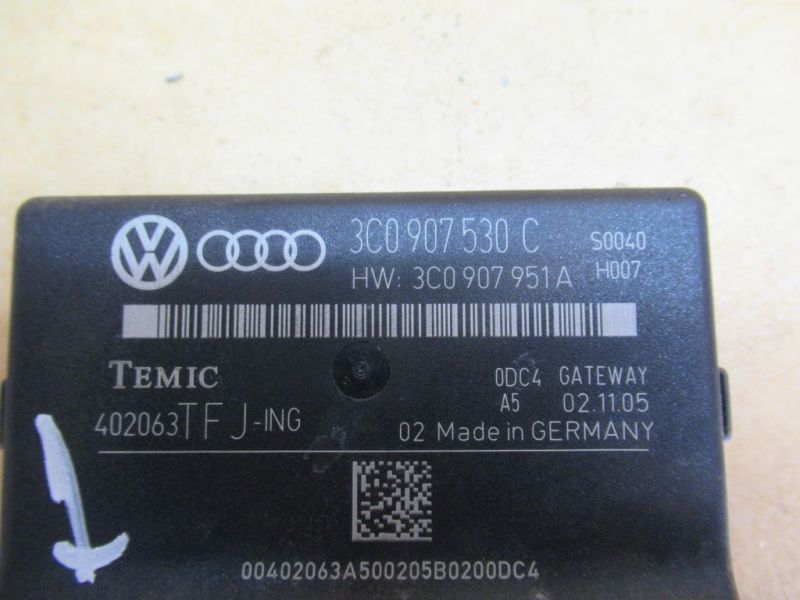 3C0 907 530 C S0040
HW: 3C0 907 951 A H007
TEMIC
0DC4 GATEWAY
A5 02.11.05
402063TFJ-ING
02 Made in GERMANY
00402063A500205B0200DC4